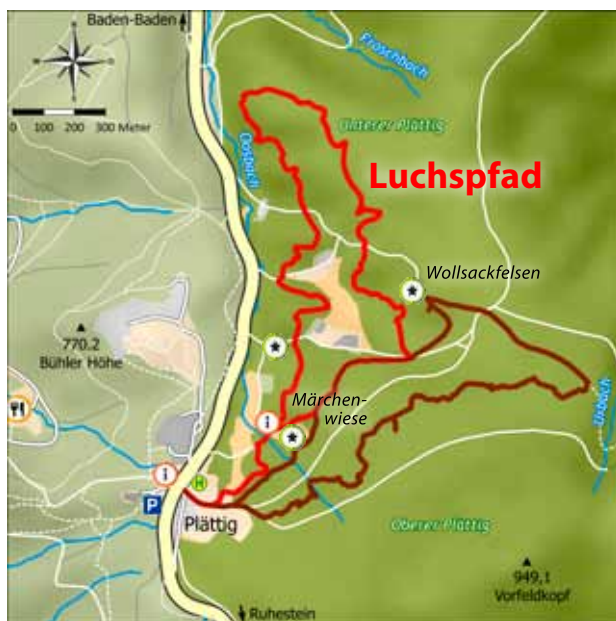 Baden-Baden
0 100 200 300 Meter
Froschbach
Unterer Plättig
Oosbach
Luchspfad
Wollsackfelsen
770.2
Bühler Höhe
Märchen-
wiese
i
i
H
P
Plättig
Oberer Plättig
949,1
Vorfeldkopf
Ruhestein